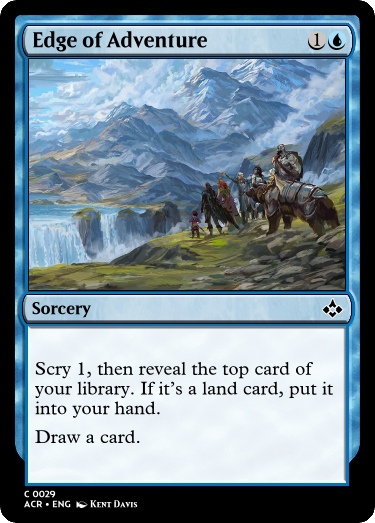 Edge of Adventure 1
Sorcery
Scry 1, then reveal the top card of
your library. If it's a land card, put it
into your hand.
Draw a card.
C 0029
ACR • ENG Kent Davis